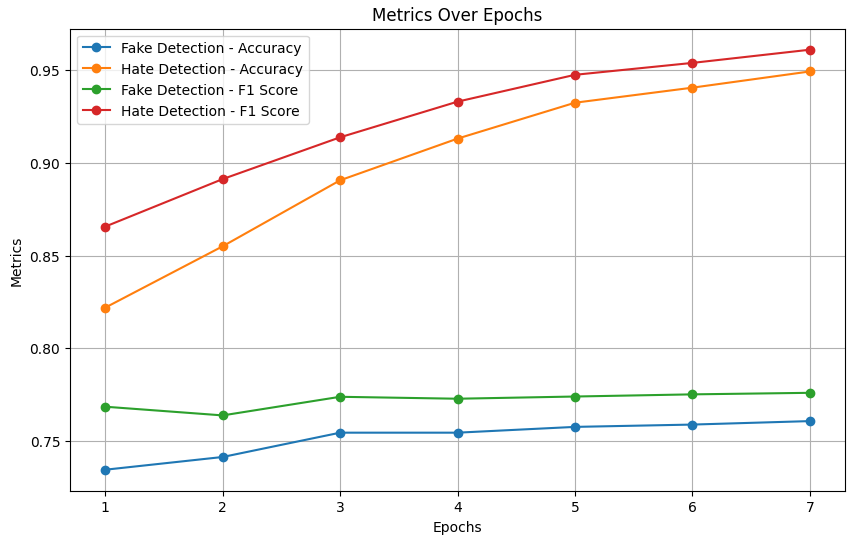 Metrics Over Epochs
Fake Detection - Accuracy
Hate Detection - Accuracy
Fake Detection - F1 Score
Hate Detection - F1 Score
Metrics
0.95
0.90
0.85
0.80
0.75
1 2 3 4 5 6 7
Epochs